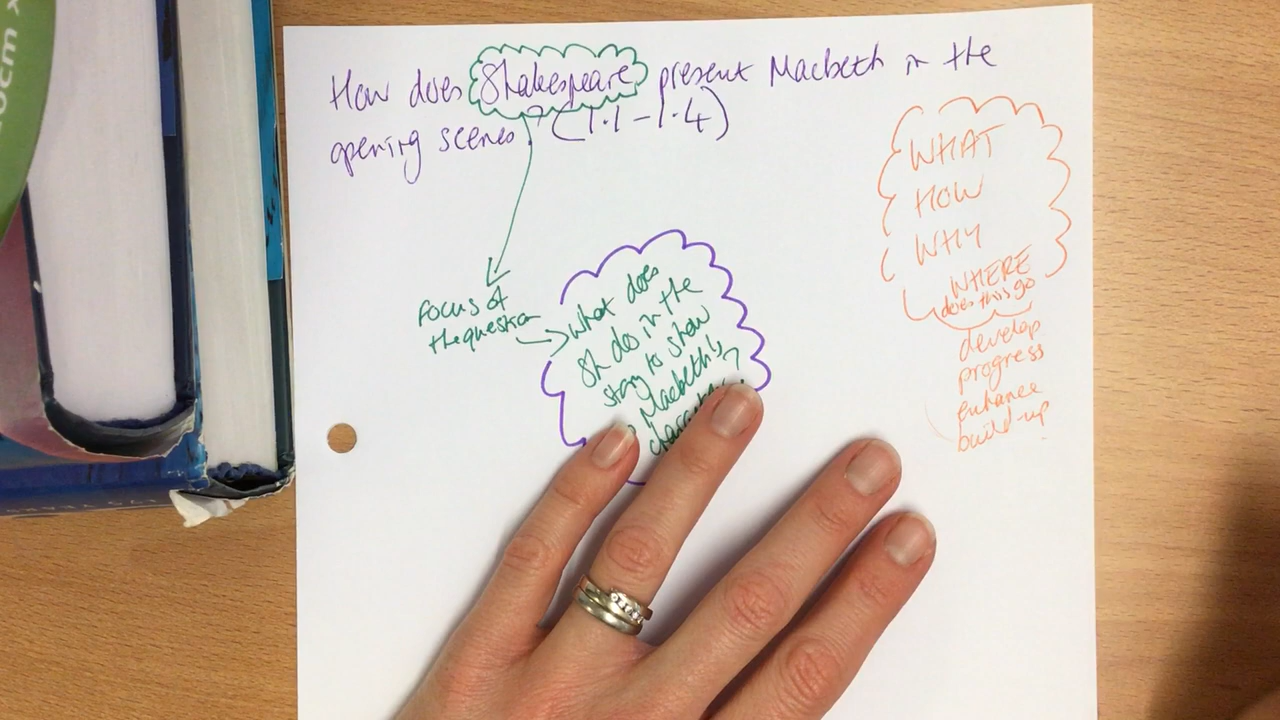 How does Shakespeare present Macbeth in the
opening scenes? (1.1-1.4)
WHAT
HOW
WHY
WHERE
does this go
develop
progress
enhance
build-up
Focus of
the question
What does
Sh do in the
story to show
Macbeth's
0cm x